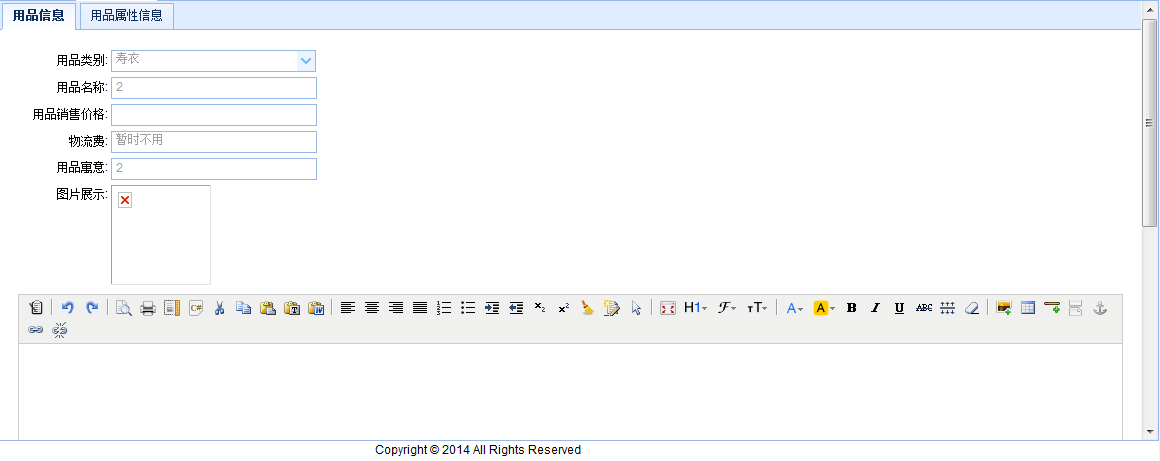 用品信息 用品属性信息
用品类别: 寿衣
用品名称: 2
用品销售价格:
物流费: 暂时不用
用品寓意: 2
图片展示:
C# T W H1 F TT A A B I U ABC
Copyright © 2014 All Rights Reserved